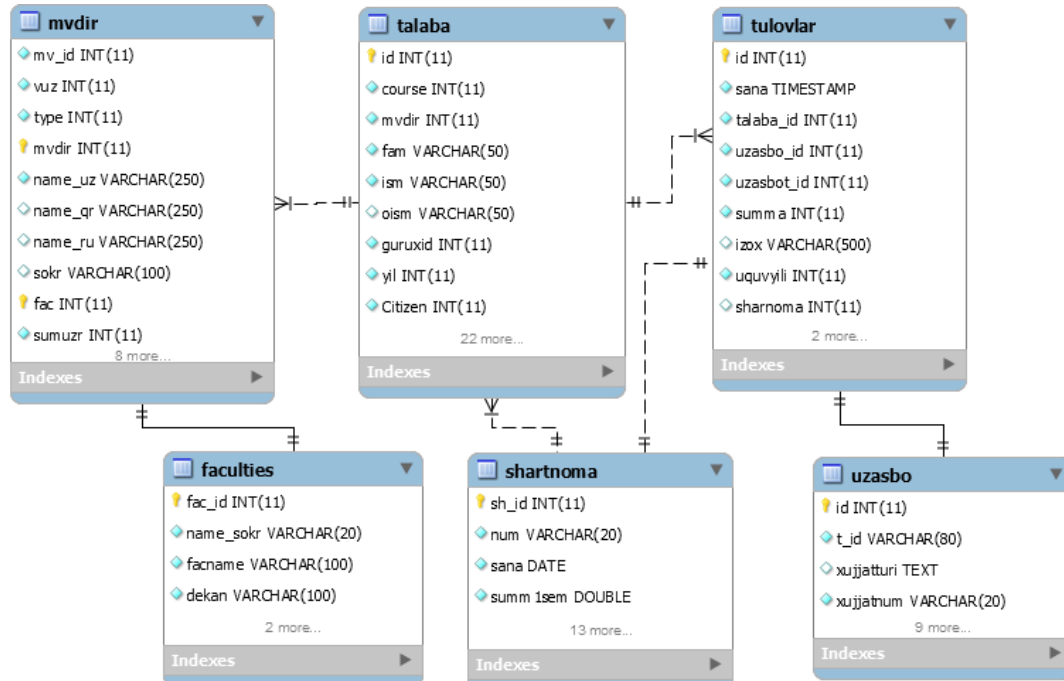 mvdir
mv_id INT(11)
vuz INT(11)
type INT(11)
mvdir INT(11)
name_uz VARCHAR(250)
name_qr VARCHAR(250)
name_ru VARCHAR(250)
sokr VARCHAR(100)
fac INT(11)
sumuzr INT(11)
8 more...
Indexes
talaba
id INT(11)
course INT(11)
mvdir INT(11)
fam VARCHAR(50)
ism VARCHAR(50)
oism VARCHAR(50)
guruxid INT(11)
yil INT(11)
Citizen INT(11)
22 more...
Indexes
tulovlar
id INT(11)
sana TIMESTAMP
talaba_id INT(11)
uzasbo_id INT(11)
uzasbot_id INT(11)
summa INT(11)
izox VARCHAR(500)
uquvyili INT(11)
sharnoma INT(11)
2 more...
Indexes
faculties
fac_id INT(11)
name_sokr VARCHAR(20)
facname VARCHAR(100)
dekan VARCHAR(100)
2 more...
Indexes
shartnoma
sh_id INT(11)
num VARCHAR(20)
sana DATE
summ 1sem DOUBLE
13 more...
Indexes
uzasbo
id INT(11)
t_id VARCHAR(80)
xujjatturi TEXT
xujjatnum VARCHAR(20)
9 more...
Indexes